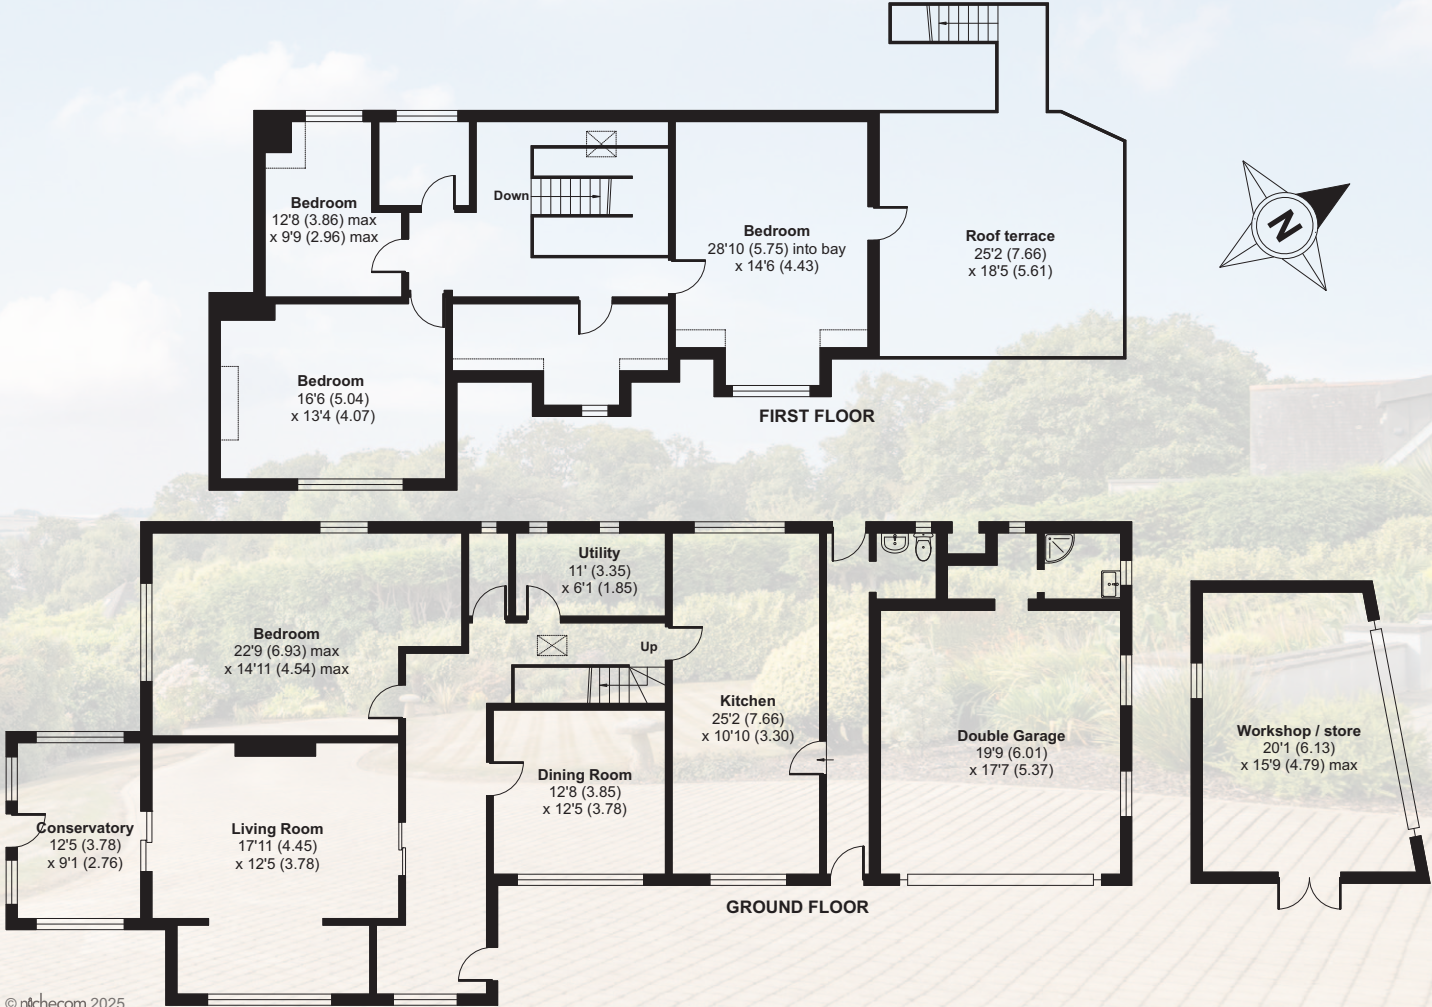 Bedroom
12'8 (3.86) max
x 9'9 (2.96) max
Down
Bedroom
28'10 (5.75) into bay
x 14'6 (4.43)
Roof terrace
25'2 (7.66)
x 18'5 (5.61)
N
Bedroom
16'6 (5.04)
x 13'4 (4.07)
FIRST FLOOR
Utility
11' (3.35)
x 6'1 (1.85)
Bedroom
22'9 (6.93) max
x 14'11 (4.54) max
Up
Kitchen
25'2 (7.66)
x 10'10 (3.30)
Double Garage
19'9 (6.01)
x 17'7 (5.37)
Workshop / store
20'1 (6.13)
x 15'9 (4.79) max
Dining Room
12'8 (3.85)
x 12'5 (3.78)
Conservatory
12'5 (3.78)
x 9'1 (2.76)
Living Room
17'11 (4.45)
x 12'5 (3.78)
GROUND FLOOR
© nichecom 2025